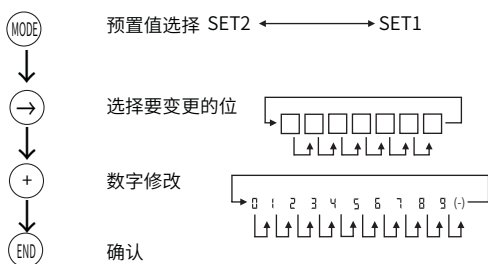 MODE 预置值选择 SET2 SET1
→ 选择要变更的位
+ 数字修改
0 1 2 3 4 5 6 7 8 9 (-)
END 确认